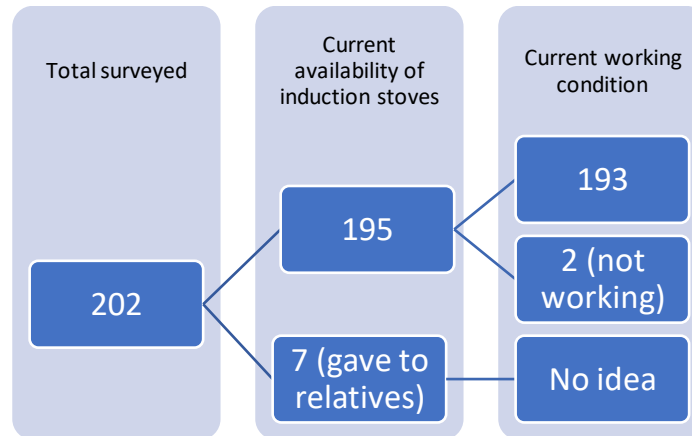 Total surveyed
Current
availability of
induction stoves
Current working
condition
202
195
7 (gave to
relatives)
193
2 (not
working)
No idea